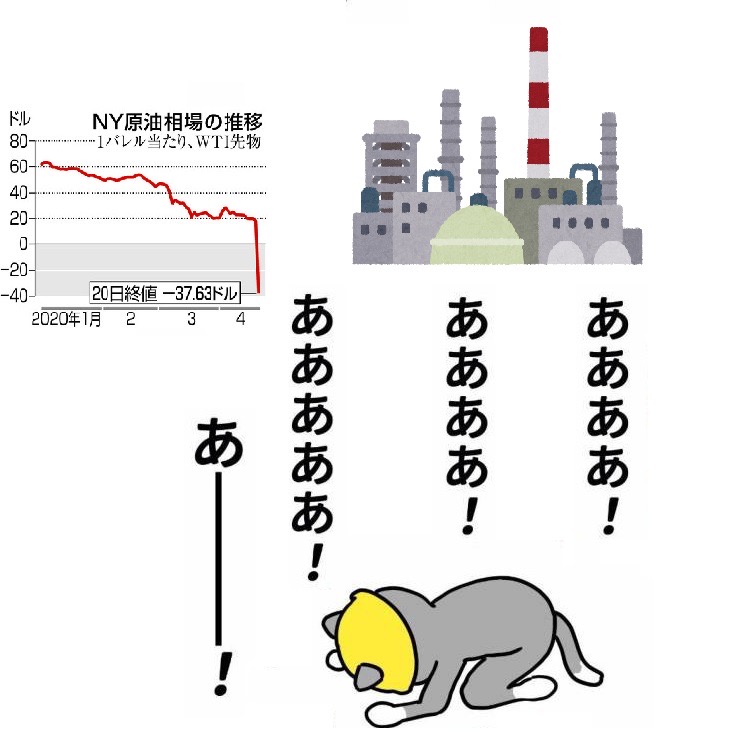 NY原油相場の推移
1バレル当たり、WTI先物
ドル
80
60
40
20
0
−20
−40
20日終値 −37.63ドル
2020年1月 2 3 4
ああああ！
ああああ！
あああああ！
あ―――！